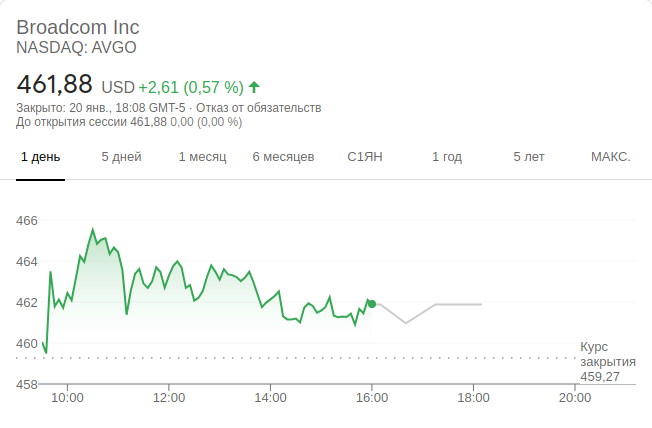 Broadcom Inc
NASDAQ: AVGO
461,88 USD +2,61 (0,57 %)
Закрыто: 20 янв., 18:08 GMT-5 · Отказ от обязательств
До открытия сессии 461,88 0,00 (0,00 %)
1 день 5 дней 1 месяц 6 месяцев С1ЯН 1 год 5 лет МАКС.
466
464
462
460
Курс
закрытия
459,27
458
10:00 12:00 14:00 16:00 18:00 20:00